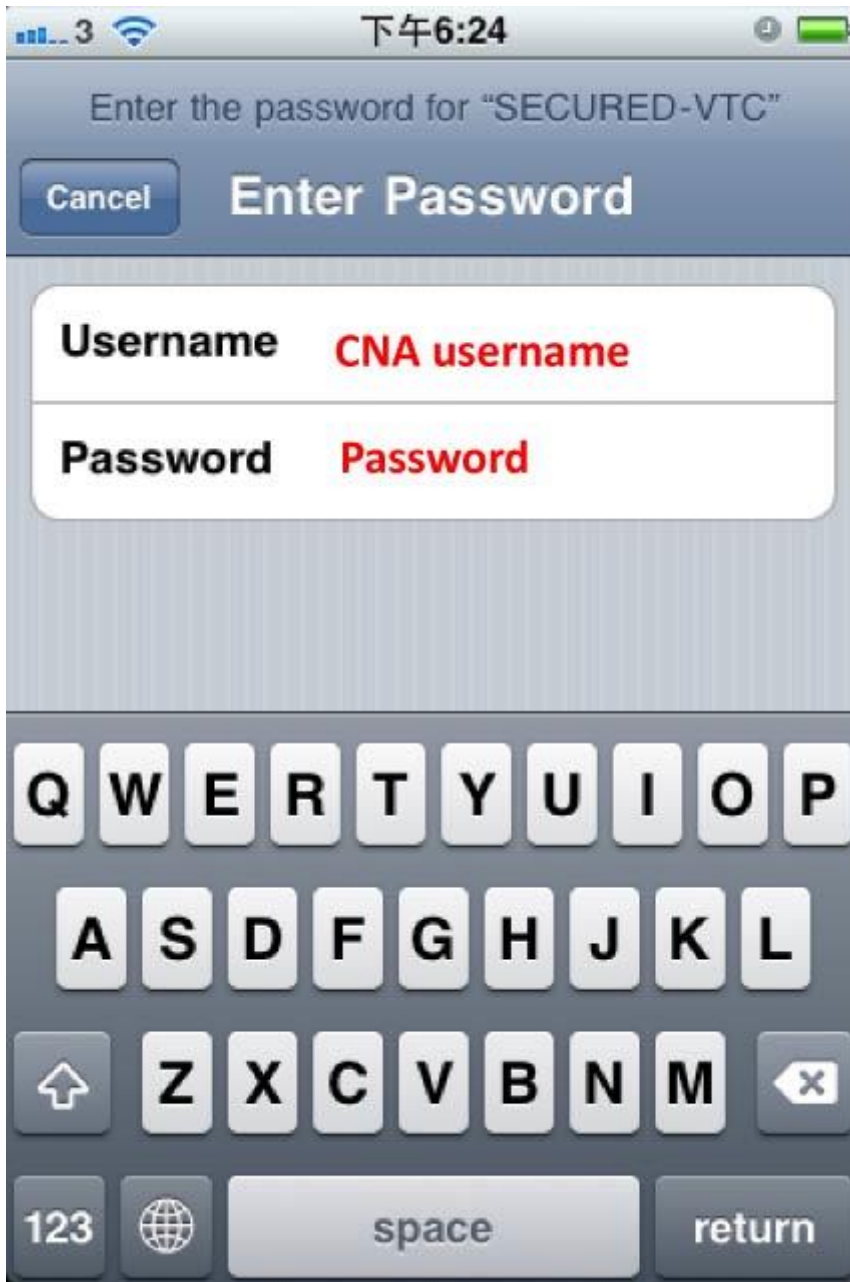 3 下午6:24
Enter the password for “SECURED-VTC”
Cancel Enter Password
Username CNA username
Password Password
Q W E R T Y U I O P
A S D F G H J K L
Z X C V B N M
123 space return